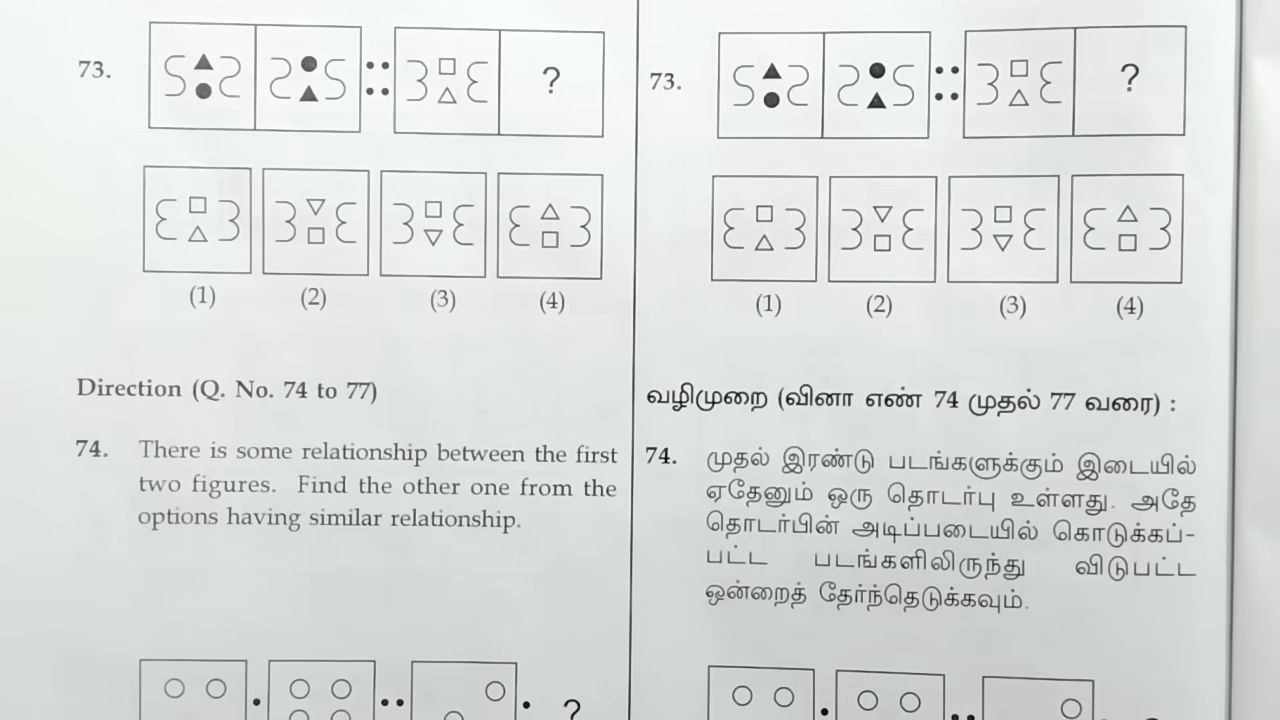 73.
?
(1) (2) (3) (4)
Direction (Q. No. 74 to 77)
74. There is some relationship between the first
two figures. Find the other one from the
options having similar relationship.
?
73.
?
(1) (2) (3) (4)
வழிமுறை (வினா எண் 74 முதல் 77 வரை) :
74. முதல் இரண்டு படங்களுக்கும் இடையில்
ஏதேனும் ஒரு தொடர்பு உள்ளது. அதே
தொடர்பின் அடிப்படையில் கொடுக்கப்-
பட்ட படங்களிலிருந்து விடுபட்ட
ஒன்றைத் தேர்ந்தெடுக்கவும்.